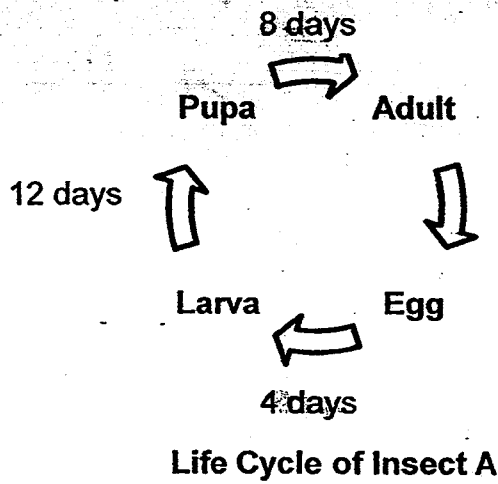 8 days
Pupa
Adult
12 days
Larva
Egg
4 days
Life Cycle of Insect A